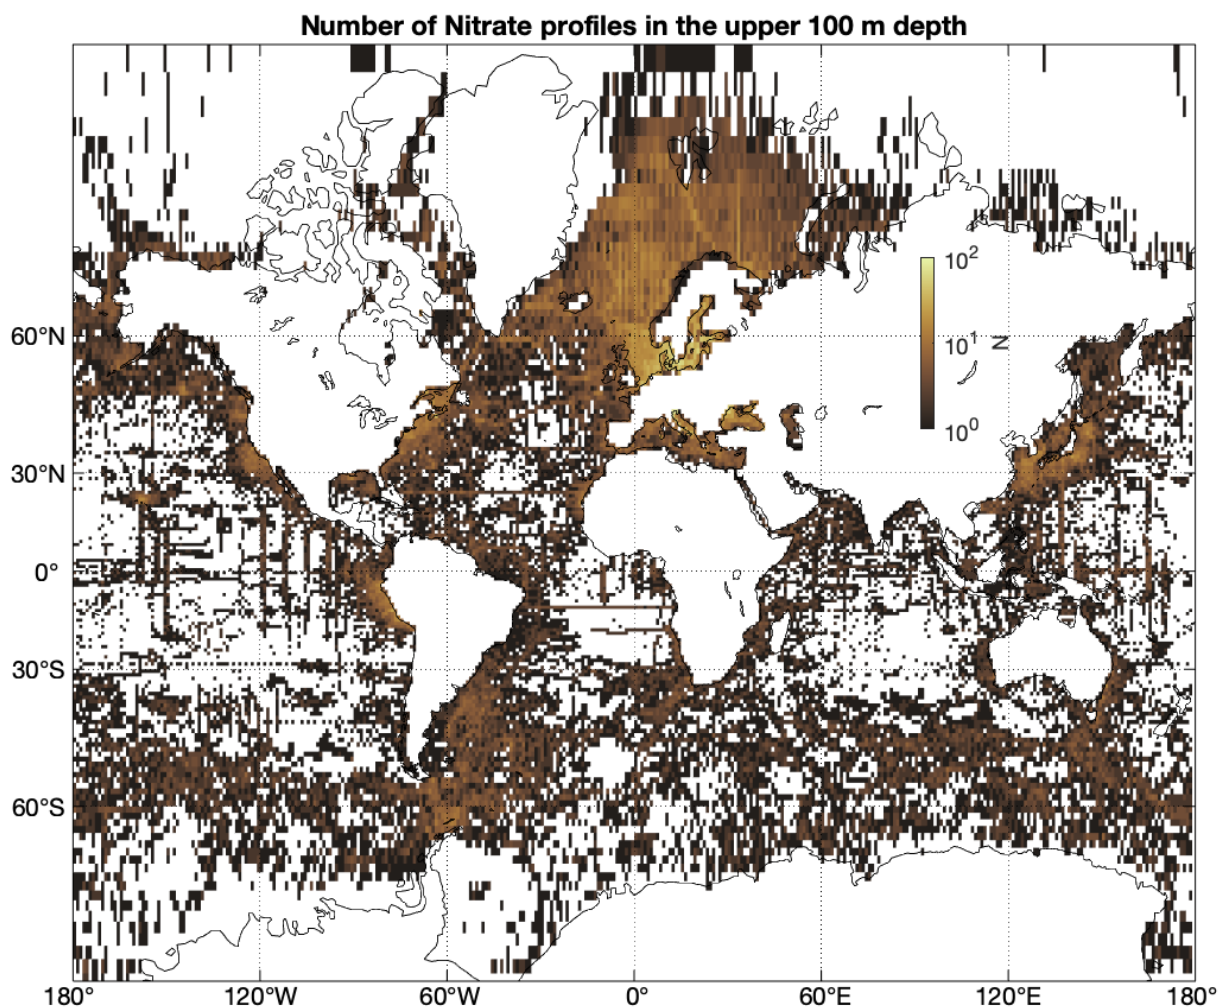 Number of Nitrate profiles in the upper 100 m depth
10²
10¹
10⁰
N
60°N
30°N
0°
30°S
60°S
180°
120°W
60°W
0°
60°E
120°E
180°